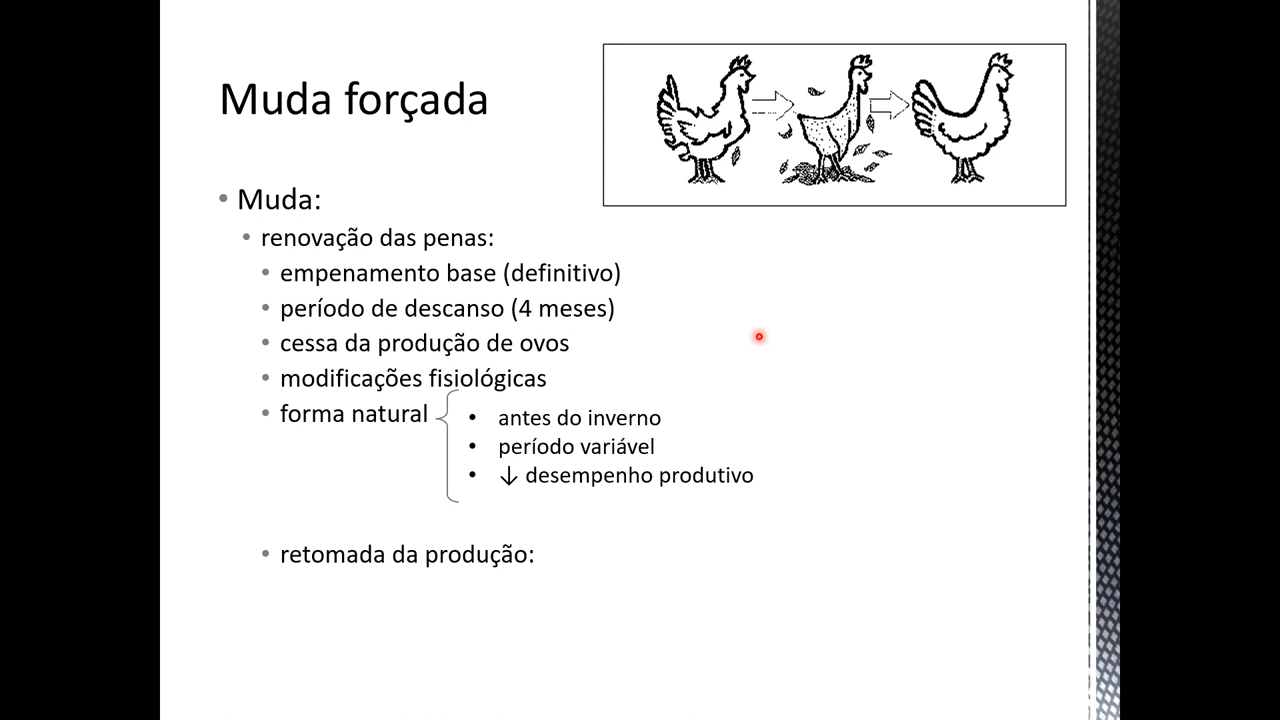 Muda forçada
• Muda:
• renovação das penas:
• empenamento base (definitivo)
• período de descanso (4 meses)
• cessa da produção de ovos
• modificações fisiológicas
• forma natural
• antes do inverno
• período variável
• ↓ desempenho produtivo
• retomada da produção: